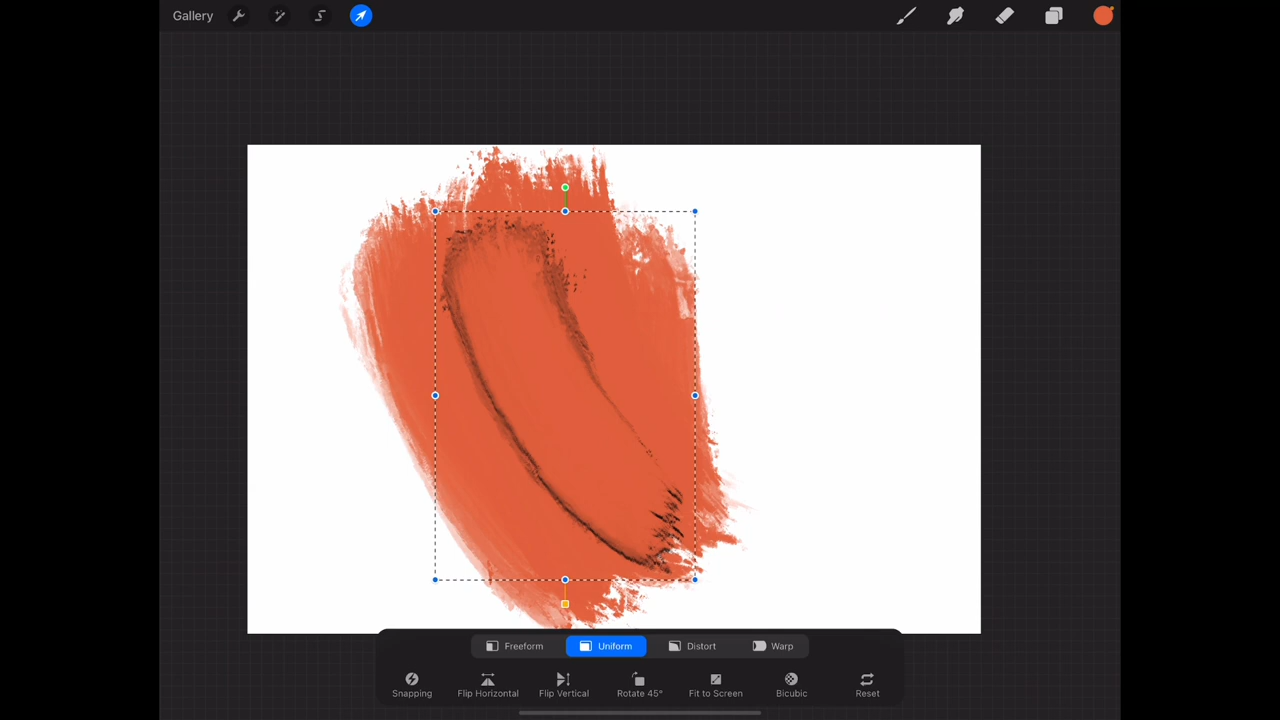 Gallery
Freeform Uniform Distort Warp
Snapping Flip Horizontal Flip Vertical Rotate 45° Fit to Screen Bicubic Reset